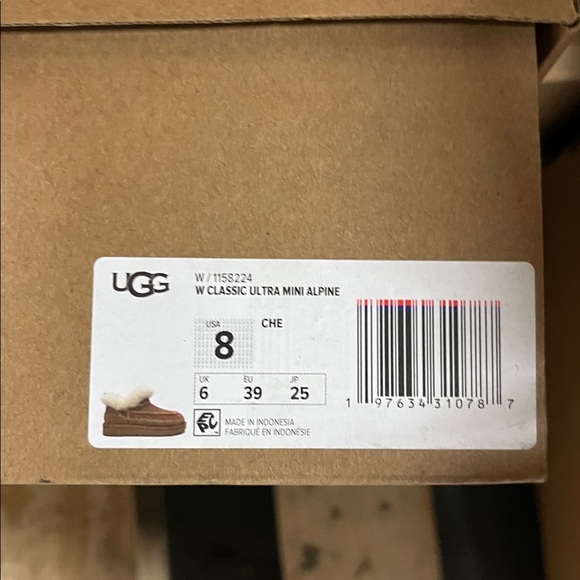 UGG
W / 1158224
W CLASSIC ULTRA MINI ALPINE
USA
8
CHE
UK EU JP
6 39 25
MADE IN INDONESIA
FABRIQUÉ EN INDONÉSIE
1 97634 31078 7